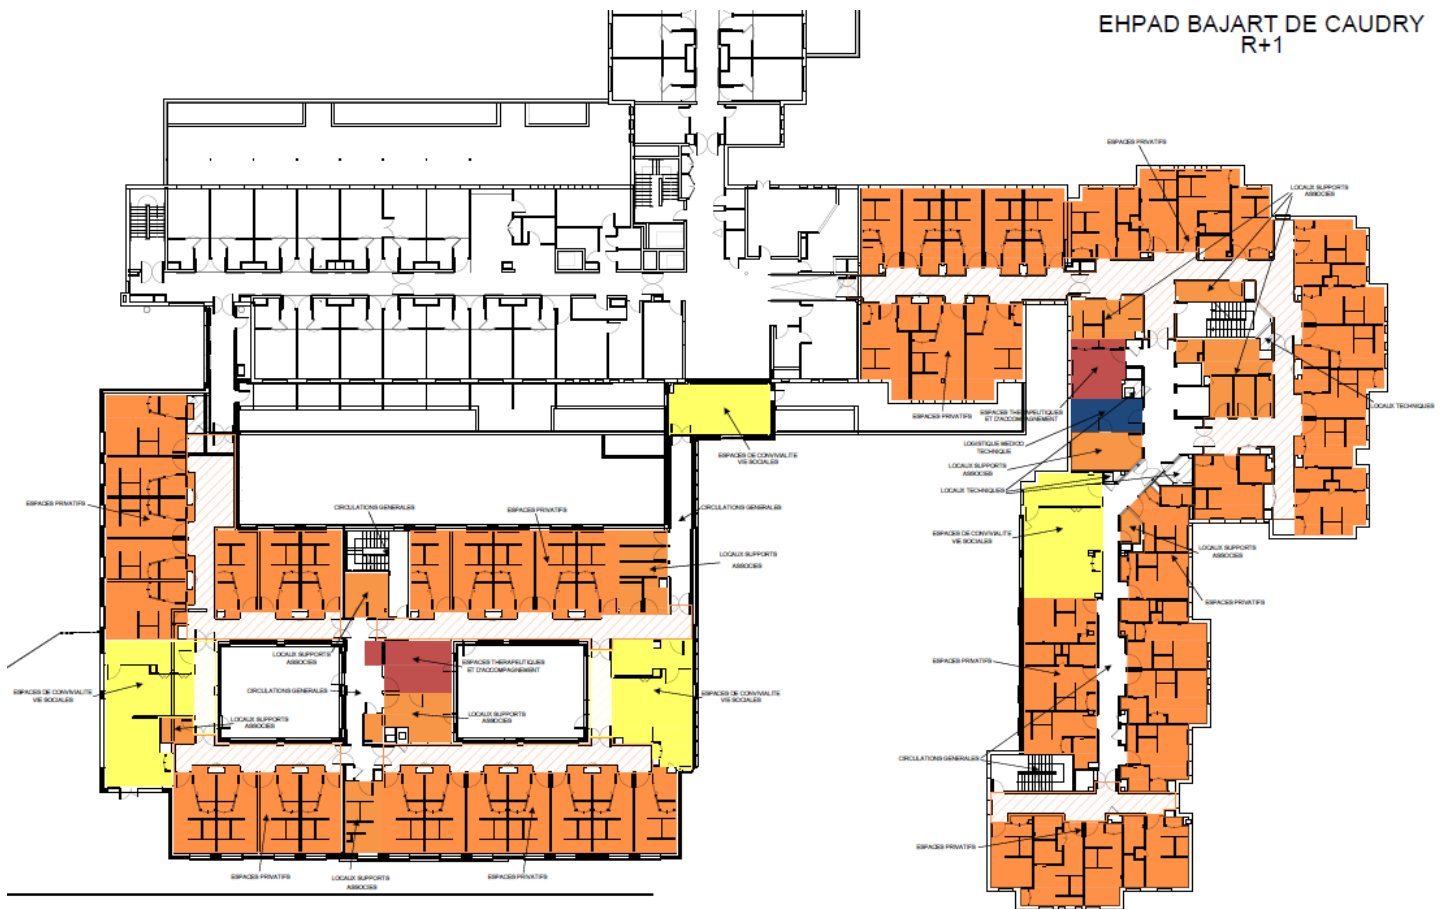 EHPAD BAJART DE CAUDRY
R+1
ESPACES PRIVATIFS
LOCAUX SUPPORTS
ASSOCIES
LOCAUX TECHNIQUES
ESPACES PRIVATIFS
ESPACES THERAPEUTIQUES
ET D'ACCOMPAGNEMENT
LOGISTIQUE MEDICO
TECHNIQUE
LOCAUX SUPPORTS
ASSOCIES
LOCAUX TECHNIQUES
ESPACES DE CONVIVIALITE
VIE SOCIALES
ESPACES PRIVATIFS
CIRCULATIONS GENERALES
ESPACES PRIVATIFS
CIRCULATIONS GENERALES
LOCAUX SUPPORTS
ASSOCIES
ESPACES DE CONVIVIALITE
VIE SOCIALES
LOCAUX SUPPORTS
ASSOCIES
ESPACES PRIVATIFS
LOCAUX SUPPORTS
ASSOCIES
ESPACES THERAPEUTIQUES
ET D'ACCOMPAGNEMENT
ESPACES PRIVATIFS
CIRCULATIONS GENERALES
ESPACES DE CONVIVIALITE
VIE SOCIALES
ESPACES DE CONVIVIALITE
VIE SOCIALES
LOCAUX SUPPORTS
ASSOCIES
LOCAUX SUPPORTS
ASSOCIES
CIRCULATIONS GENERALES
ESPACES PRIVATIFS
ESPACES PRIVATIFS
LOCAUX SUPPORTS
ASSOCIES
ESPACES PRIVATIFS
ESPACES PRIVATIFS